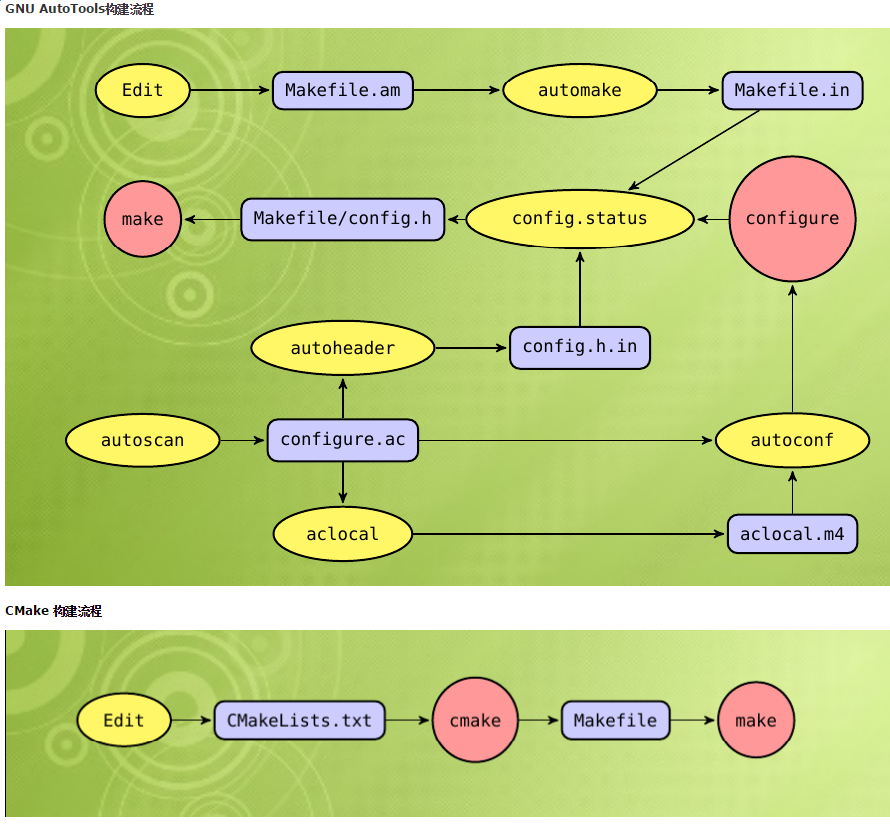 GNU AutoTools构建流程
Edit Makefile.am automake Makefile.in
make Makefile/config.h config.status configure
autoheader config.h.in
autoscan configure.ac autoconf
aclocal aclocal.m4
CMake 构建流程
Edit CMakeLists.txt cmake Makefile make